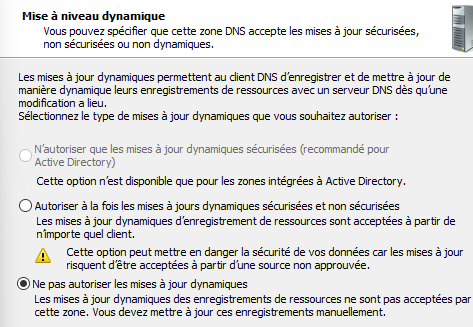 Mise à niveau dynamique
Vous pouvez spécifier que cette zone DNS accepte les mises à jour sécurisées,
non sécurisées ou non dynamiques.
Les mises à jour dynamiques permettent au client DNS d'enregistrer et de mettre à jour de
manière dynamique leurs enregistrements de ressources avec un serveur DNS dès qu'une
modification a lieu.
Sélectionnez le type de mises à jour dynamiques que vous souhaitez autoriser :
N'autoriser que les mises à jour dynamiques sécurisées (recommandé pour
Active Directory)
Cette option n'est disponible que pour les zones intégrées à Active Directory.
Autoriser à la fois les mises à jours dynamiques sécurisées et non sécurisées
Les mises à jour dynamiques d'enregistrement de ressources sont acceptées à partir de
n'importe quel client.
Cette option peut mettre en danger la sécurité de vos données car les mises à jour
risquent d'être acceptées à partir d'une source non approuvée.
Ne pas autoriser les mises à jour dynamiques
Les mises à jour dynamiques des enregistrements de ressources ne sont pas acceptées par
cette zone. Vous devez mettre à jour ces enregistrements manuellement.